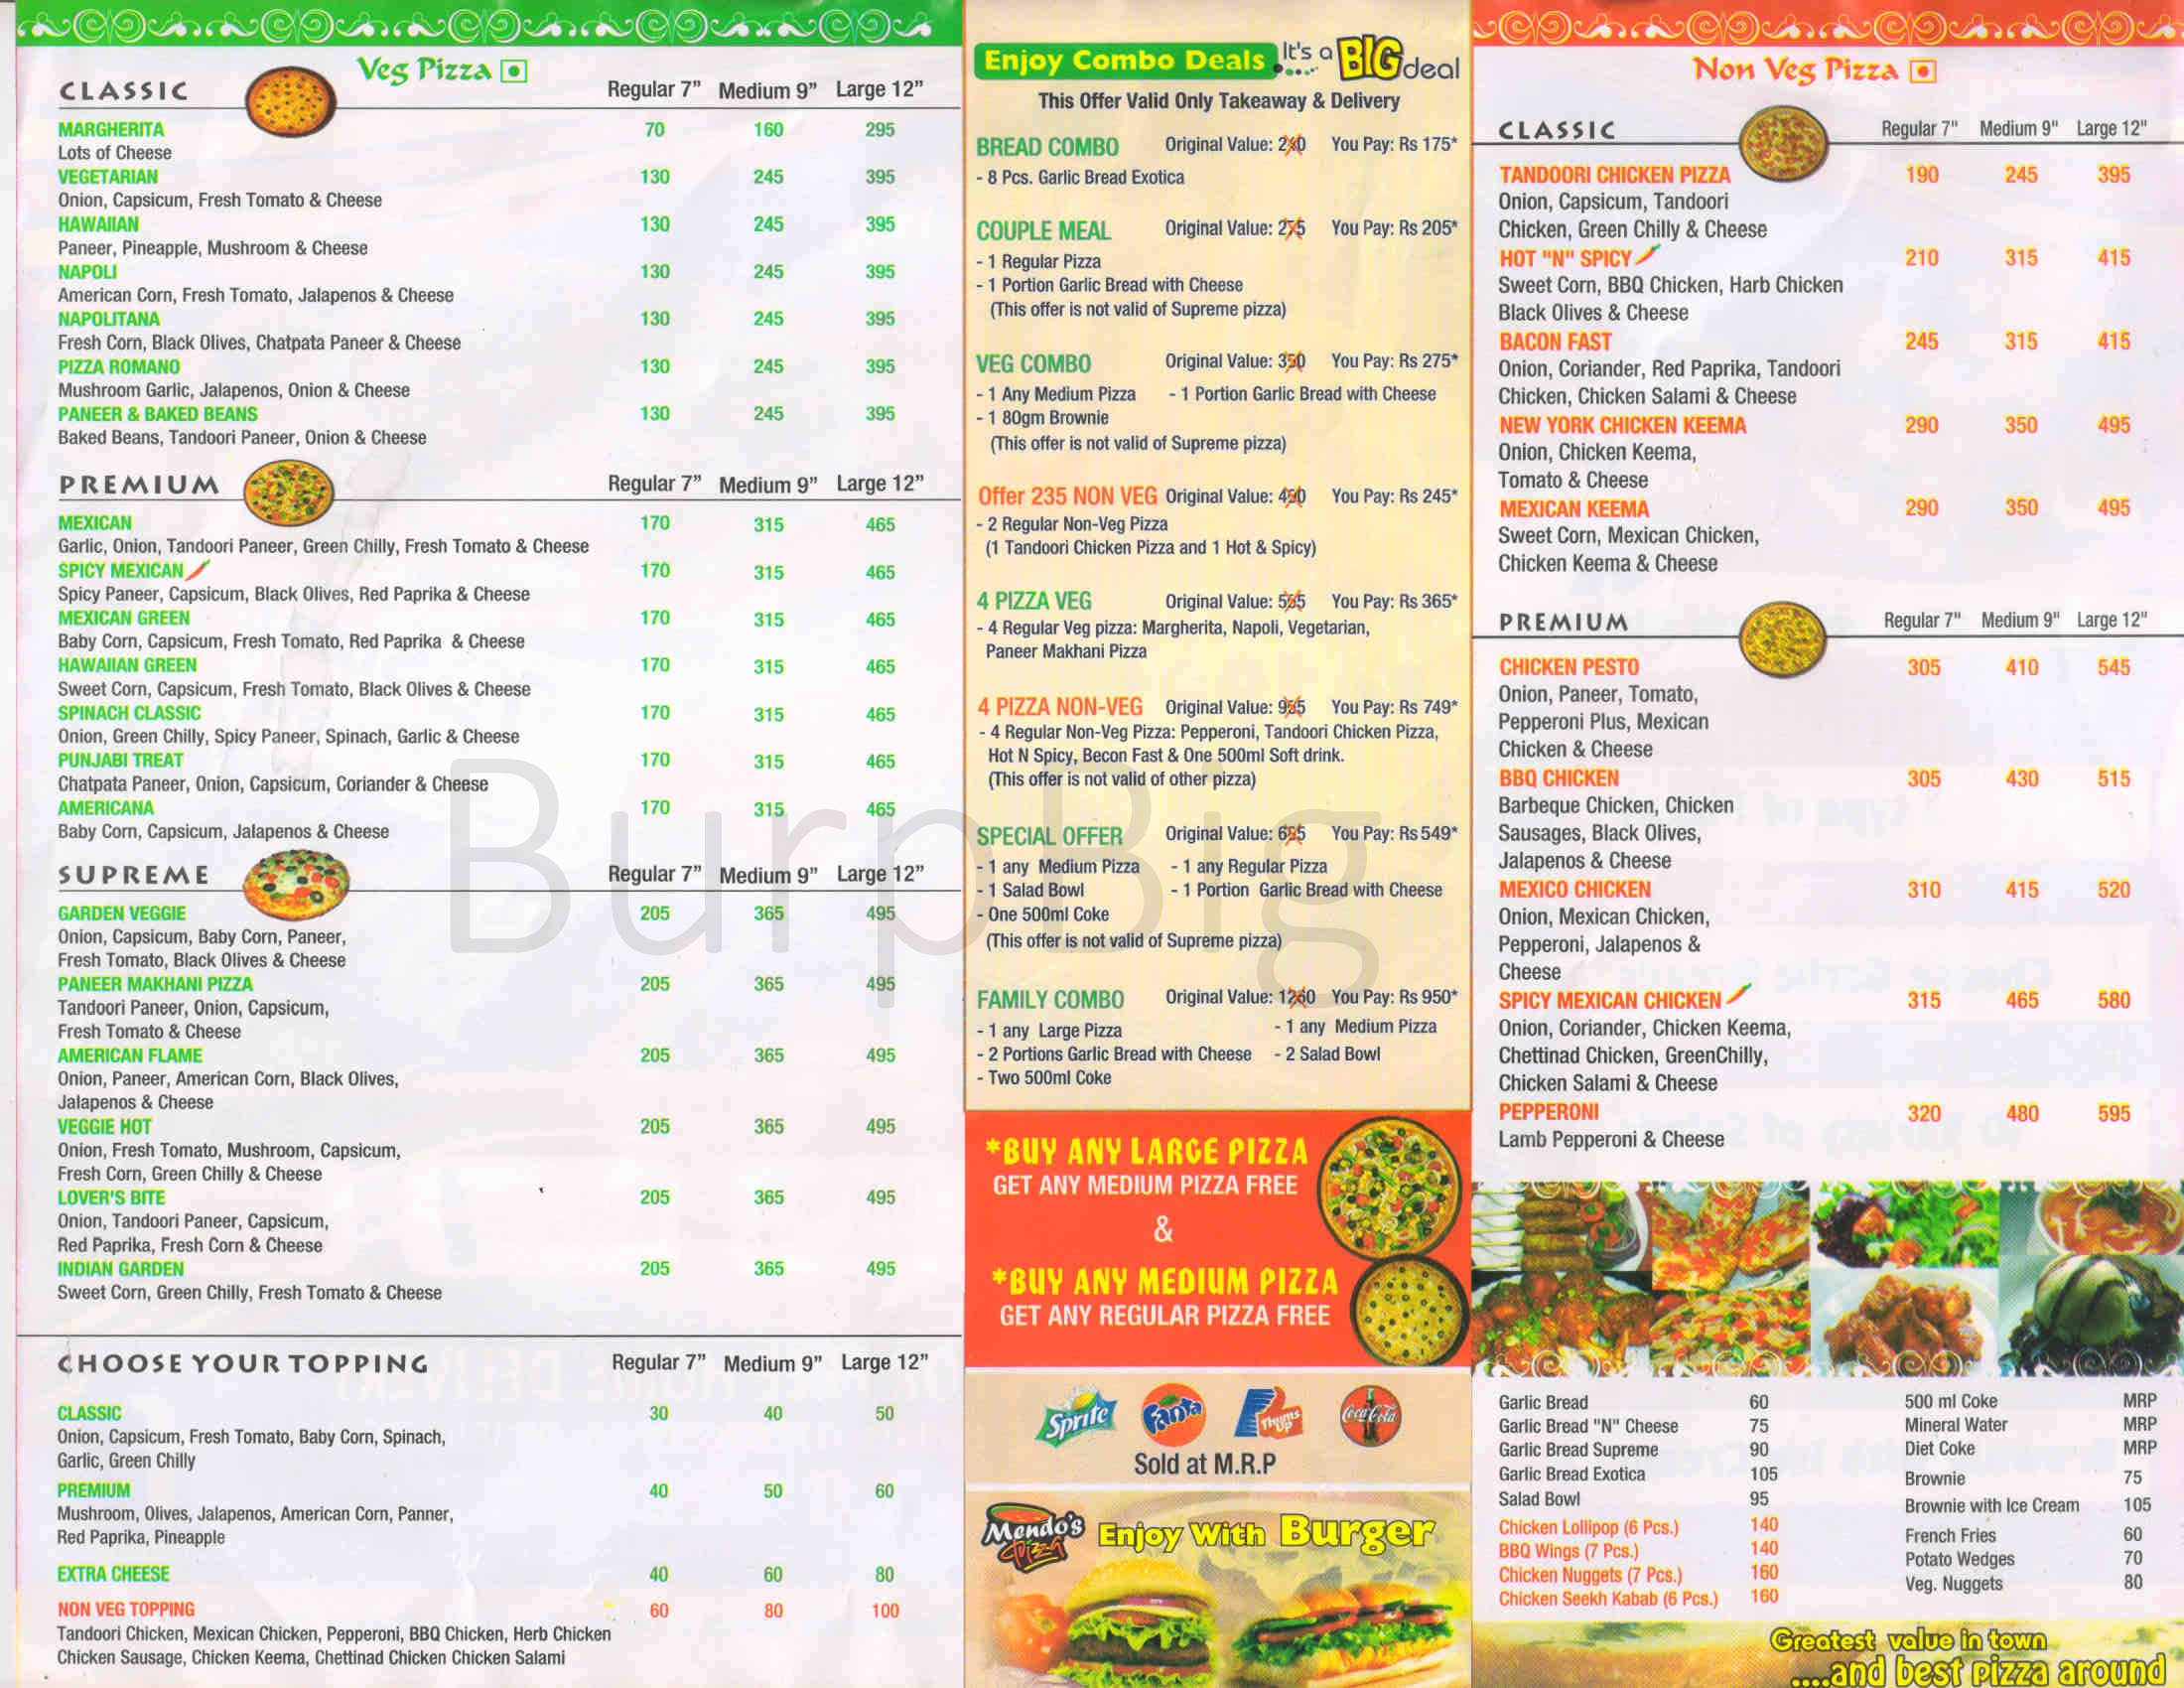 Veg Pizza
CLASSIC Regular 7” Medium 9” Large 12”
MARGHERITA 70 160 295
Lots of Cheese
VEGETARIAN 130 245 395
Onion, Capsicum, Fresh Tomato & Cheese
HAWAIIAN 130 245 395
Paneer, Pineapple, Mushroom & Cheese
NAPOLI 130 245 395
American Corn, Fresh Tomato, Jalapenos & Cheese
NAPOLITANA 130 245 395
Fresh Corn, Black Olives, Chatpata Paneer & Cheese
PIZZA ROMANO 130 245 395
Mushroom Garlic, Jalapenos, Onion & Cheese
PANEER & BAKED BEANS 130 245 395
Baked Beans, Tandoori Paneer, Onion & Cheese
PREMIUM Regular 7” Medium 9” Large 12”
MEXICAN 170 315 465
Garlic, Onion, Tandoori Paneer, Green Chilly, Fresh Tomato & Cheese
SPICY MEXICAN 170 315 465
Spicy Paneer, Capsicum, Black Olives, Red Paprika & Cheese
MEXICAN GREEN 170 315 465
Baby Corn, Capsicum, Fresh Tomato, Red Paprika & Cheese
HAWAIIAN GREEN 170 315 465
Sweet Corn, Capsicum, Fresh Tomato, Black Olives & Cheese
SPINACH CLASSIC 170 315 465
Onion, Green Chilly, Spicy Paneer, Spinach, Garlic & Cheese
PUNJABI TREAT 170 315 465
Chatpata Paneer, Onion, Capsicum, Coriander & Cheese
AMERICANA 170 315 465
Baby Corn, Capsicum, Jalapenos & Cheese
SUPREME Regular 7” Medium 9” Large 12”
GARDEN VEGGIE 205 365 495
Onion, Capsicum, Baby Corn, Paneer,
Fresh Tomato, Black Olives & Cheese
PANEER MAKHANI PIZZA 205 365 495
Tandoori Paneer, Onion, Capsicum,
Fresh Tomato & Cheese
AMERICAN FLAME 205 365 495
Onion, Paneer, American Corn, Black Olives,
Jalapenos & Cheese
VEGGIE HOT 205 365 495
Onion, Fresh Tomato, Mushroom, Capsicum,
Fresh Corn, Green Chilly & Cheese
LOVER'S BITE 205 365 495
Onion, Tandoori Paneer, Capsicum,
Red Paprika, Fresh Corn & Cheese
INDIAN GARDEN 205 365 495
Sweet Corn, Green Chilly, Fresh Tomato & Cheese
CHOOSE YOUR TOPPING Regular 7” Medium 9” Large 12”
CLASSIC 30 40 50
Onion, Capsicum, Fresh Tomato, Baby Corn, Spinach,
Garlic, Green Chilly
PREMIUM 40 50 60
Mushroom, Olives, Jalapenos, American Corn, Panner,
Red Paprika, Pineapple
EXTRA CHEESE 40 60 80
NON VEG TOPPING 60 80 100
Tandoori Chicken, Mexican Chicken, Pepperoni, BBQ Chicken, Herb Chicken
Chicken Sausage, Chicken Keema, Chettinad Chicken Chicken Salami
Enjoy Combo Deals It's a BIG deal
This Offer Valid Only Takeaway & Delivery
BREAD COMBO Original Value: You Pay: Rs 175*
- 8 Pcs. Garlic Bread Exotica
COUPLE MEAL Original Value: You Pay: Rs 205*
- 1 Regular Pizza
- 1 Portion Garlic Bread with Cheese
(This offer is not valid of Supreme pizza)
VEG COMBO Original Value: 350 You Pay: Rs 275*
- 1 Any Medium Pizza - 1 Portion Garlic Bread with Cheese
- 1 80gm Brownie
(This offer is not valid of Supreme pizza)
Offer 235 NON VEG Original Value: You Pay: Rs 245*
- 2 Regular Non-Veg Pizza
(1 Tandoori Chicken Pizza and 1 Hot & Spicy)
4 PIZZA VEG Original Value: You Pay: Rs 365*
- 4 Regular Veg pizza: Margherita, Napoli, Vegetarian,
Paneer Makhani Pizza
4 PIZZA NON-VEG Original Value: You Pay: Rs 749*
- 4 Regular Non-Veg Pizza: Pepperoni, Tandoori Chicken Pizza,
Hot N Spicy, Becon Fast & One 500ml Soft drink.
(This offer is not valid of other pizza)
SPECIAL OFFER Original Value: You Pay: Rs 549*
- 1 any Medium Pizza - 1 any Regular Pizza
- 1 Salad Bowl - 1 Portion Garlic Bread with Cheese
- One 500ml Coke
(This offer is not valid of Supreme pizza)
FAMILY COMBO Original Value: You Pay: Rs 950*
- 1 any Large Pizza - 1 any Medium Pizza
- 2 Portions Garlic Bread with Cheese - 2 Salad Bowl
- Two 500ml Coke
*BUY ANY LARGE PIZZA
GET ANY MEDIUM PIZZA FREE
&
*BUY ANY MEDIUM PIZZA
GET ANY REGULAR PIZZA FREE
Sprite Fanta Thums UP Coca-Cola
Sold at M.R.P
Mendo's Pizza Enjoy With Burger
Non Veg Pizza
CLASSIC Regular 7" Medium 9" Large 12"
TANDOORI CHICKEN PIZZA 190 245 395
Onion, Capsicum, Tandoori
Chicken, Green Chilly & Cheese
HOT "N" SPICY 210 315 415
Sweet Corn, BBQ Chicken, Harb Chicken
Black Olives & Cheese
BACON FAST 245 315 415
Onion, Coriander, Red Paprika, Tandoori
Chicken, Chicken Salami & Cheese
NEW YORK CHICKEN KEEMA 290 350 495
Onion, Chicken Keema,
Tomato & Cheese
MEXICAN KEEMA 290 350 495
Sweet Corn, Mexican Chicken,
Chicken Keema & Cheese
PREMIUM Regular 7" Medium 9" Large 12"
CHICKEN PESTO 305 410 545
Onion, Paneer, Tomato,
Pepperoni Plus, Mexican
Chicken & Cheese
BBQ CHICKEN 305 430 515
Barbeque Chicken, Chicken
Sausages, Black Olives,
Jalapenos & Cheese
MEXICO CHICKEN 310 415 520
Onion, Mexican Chicken,
Pepperoni, Jalapenos &
Cheese
SPICY MEXICAN CHICKEN 315 465 580
Onion, Coriander, Chicken Keema,
Chettinad Chicken, GreenChilly,
Chicken Salami & Cheese
PEPPERONI 320 480 595
Lamb Pepperoni & Cheese
Garlic Bread 60
Garlic Bread "N" Cheese 75
Garlic Bread Supreme 90
Garlic Bread Exotica 105
Salad Bowl 95
Chicken Lollipop (6 Pcs.) 140
BBQ Wings (7 Pcs.) 140
Chicken Nuggets (7 Pcs.) 160
Chicken Seekh Kabab (6 Pcs.) 160
500 ml Coke MRP
Mineral Water MRP
Diet Coke MRP
Brownie 75
Brownie with Ice Cream 105
French Fries 60
Potato Wedges 70
Veg. Nuggets 80
Greatest value in town
....and best pizza around
BurpBig